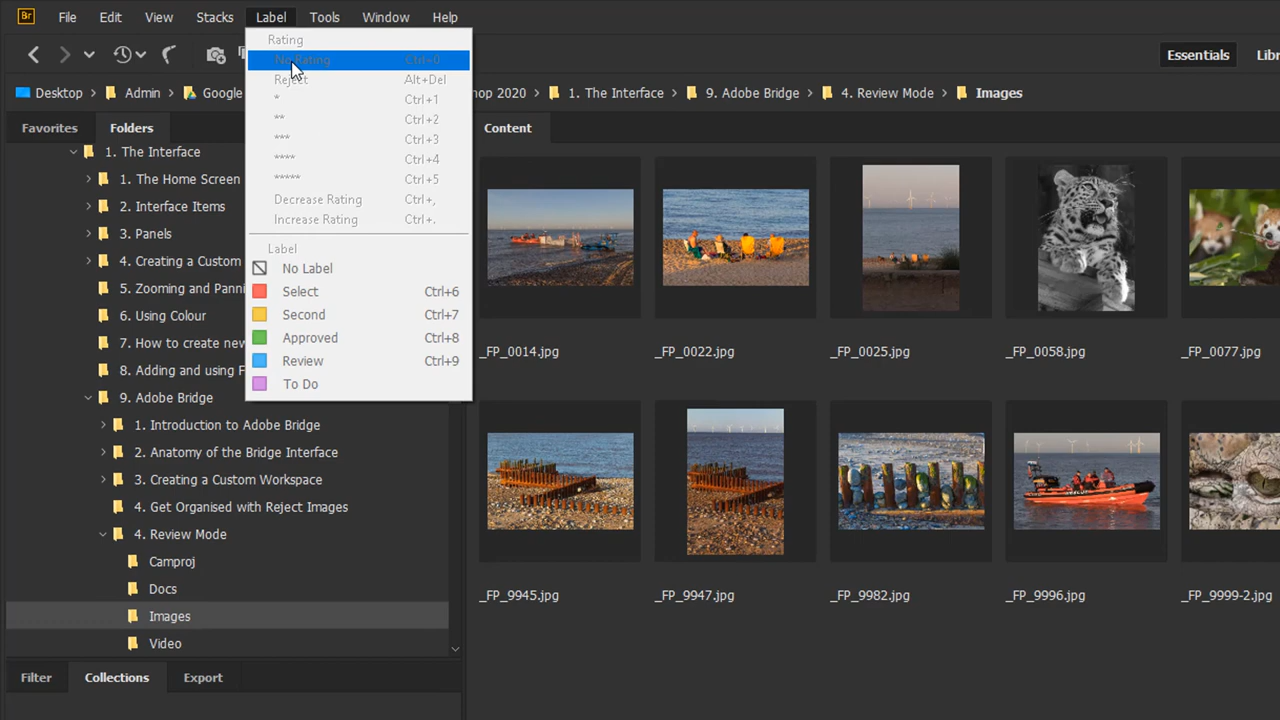 Br File Edit View Stacks Label Tools Window Help
Essentials
Desktop Admin Google
hop 2020 1. The Interface 9. Adobe Bridge 4. Review Mode Images
Favorites Folders
Content
Rating
No Rating Ctrl+0
Reject Alt+Del
* Ctrl+1
** Ctrl+2
*** Ctrl+3
**** Ctrl+4
***** Ctrl+5
Decrease Rating Ctrl+,
Increase Rating Ctrl+.
Label
No Label
Select Ctrl+6
Second Ctrl+7
Approved Ctrl+8
Review Ctrl+9
To Do
1. The Interface
1. The Home Screen
2. Interface Items
3. Panels
4. Creating a Custom
5. Zooming and Panni
6. Using Colour
7. How to create new
8. Adding and using F
9. Adobe Bridge
1. Introduction to Adobe Bridge
2. Anatomy of the Bridge Interface
3. Creating a Custom Workspace
4. Get Organised with Reject Images
4. Review Mode
Camproj
Docs
Images
Video
Filter Collections Export
_FP_0014.jpg _FP_0022.jpg _FP_0025.jpg _FP_0058.jpg _FP_0077.jpg
_FP_9945.jpg _FP_9947.jpg _FP_9982.jpg _FP_9996.jpg _FP_9999-2.jpg